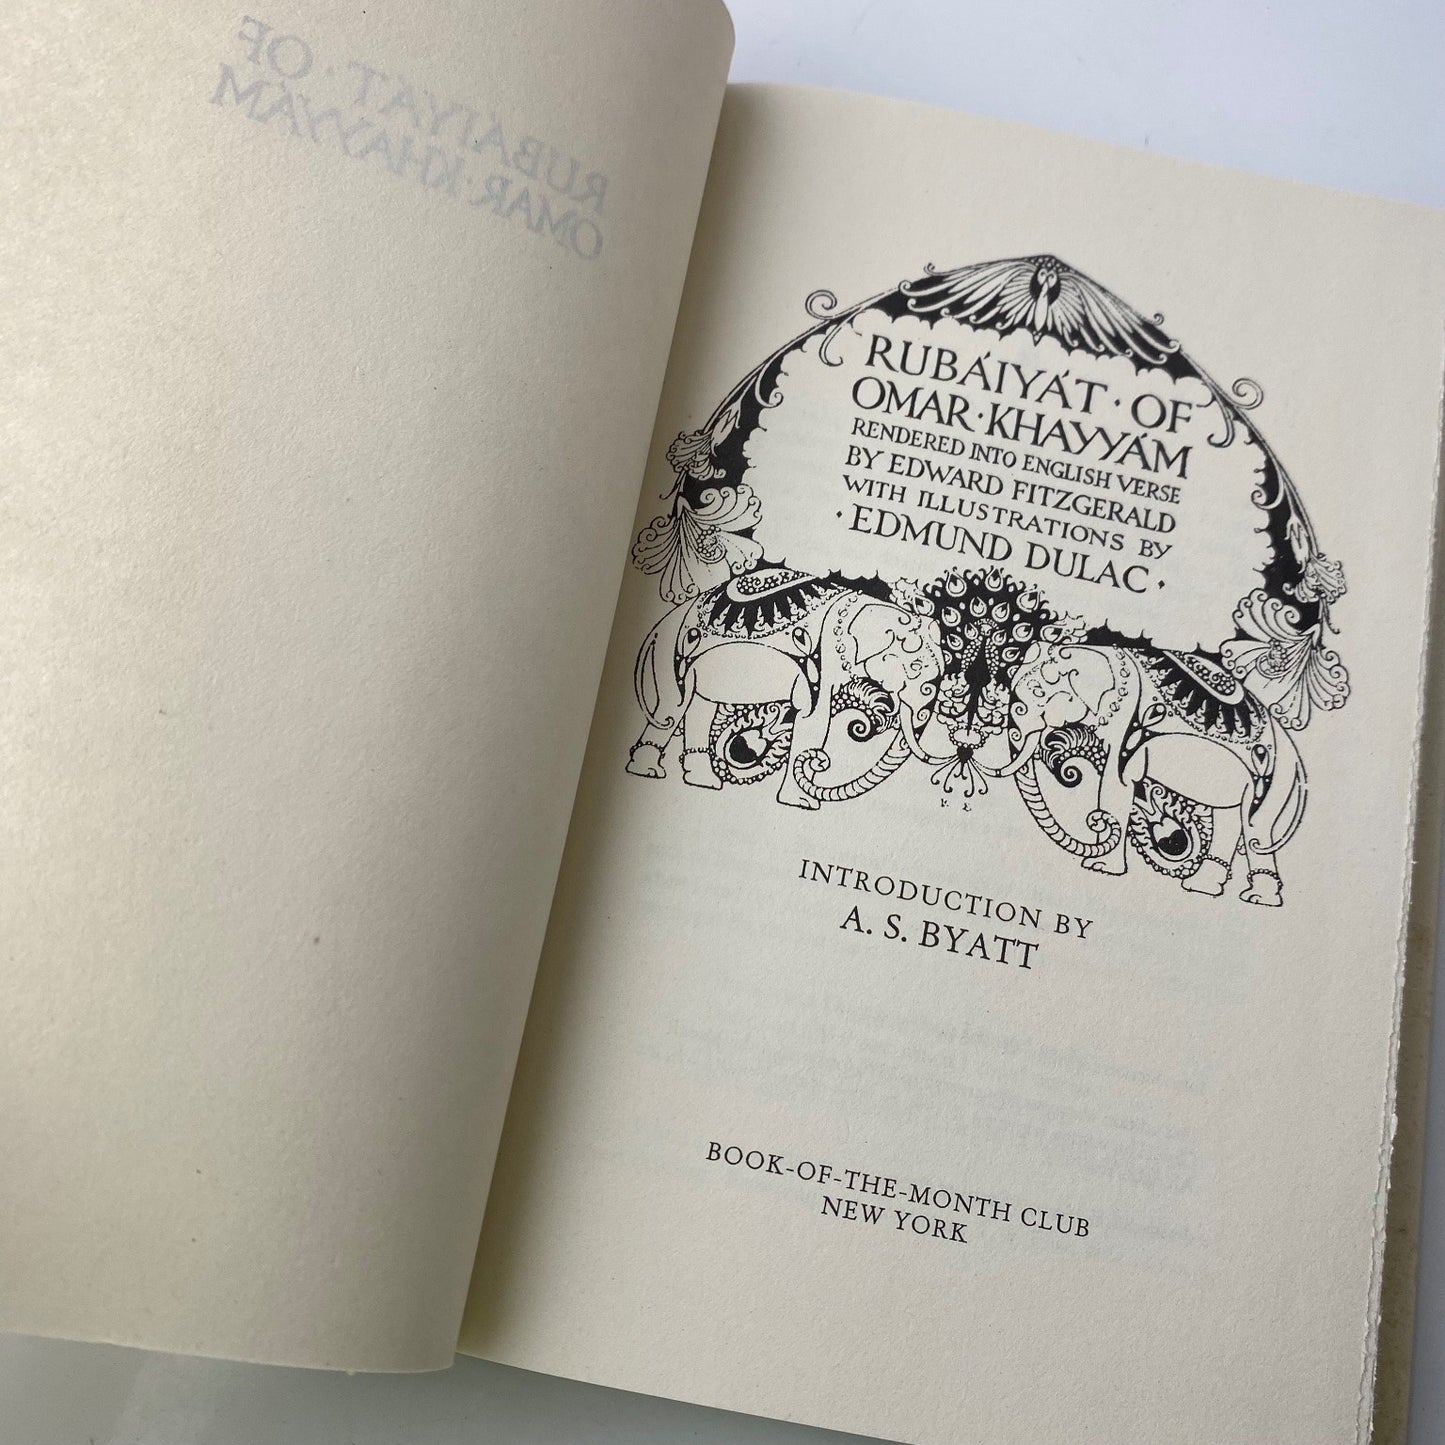 RUBÁIYÁT · OF
OMAR · KHAYYÁM
RUBÁIYÁT · OF
OMAR · KHAYYÁM
RENDERED INTO ENGLISH VERSE
BY EDWARD FITZGERALD
WITH ILLUSTRATIONS BY
· EDMUND DULAC ·
INTRODUCTION BY
A. S. BYATT
BOOK-OF-THE-MONTH CLUB
NEW YORK